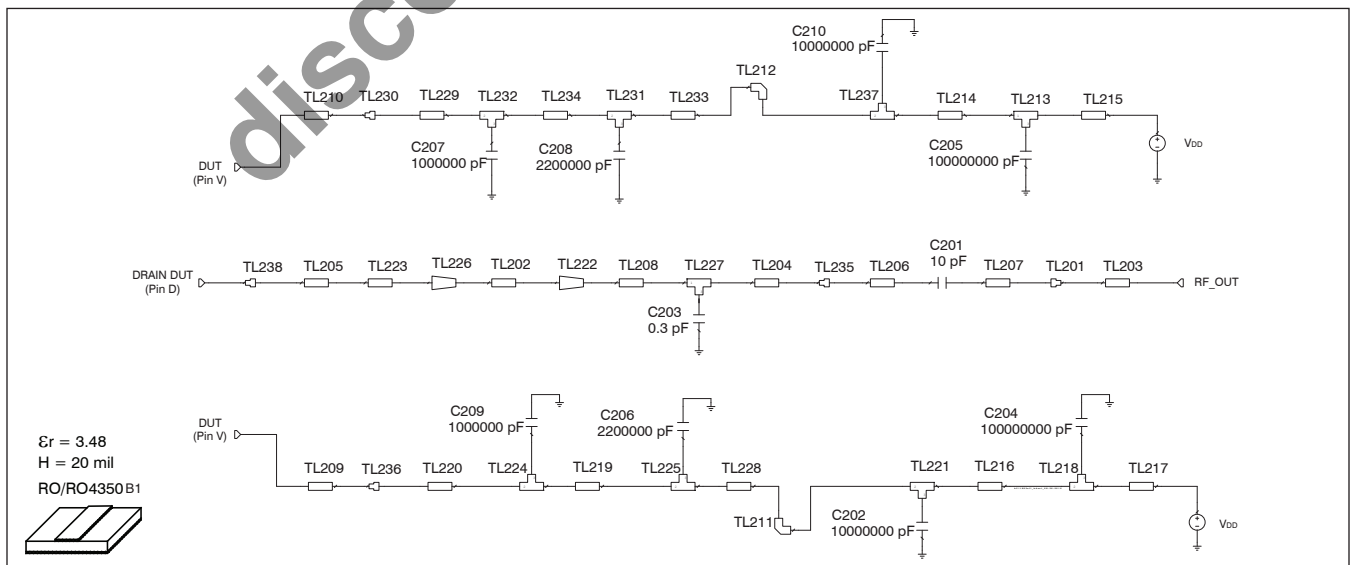 disco
C210
10000000 pF
TL212
TL210 TL230 TL229 TL232 TL234 TL231 TL233 TL237 TL214 TL213 TL215
C207
1000000 pF
C208
2200000 pF
C205
100000000 pF
VDD
DUT
(Pin V)
C201
10 pF
DRAIN DUT
(Pin D)
TL238 TL205 TL223 TL226 TL202 TL222 TL208 TL227 TL204 TL235 TL206 TL207 TL201 TL203
RF_OUT
C203
0.3 pF
DUT
(Pin V)
C209
1000000 pF
C206
2200000 pF
C204
100000000 pF
TL209 TL236 TL220 TL224 TL219 TL225 TL228 TL221 TL216 TL218 TL217
TL211
C202
10000000 pF
VDD
Ɛr = 3.48
H = 20 mil
RO/RO4350B1